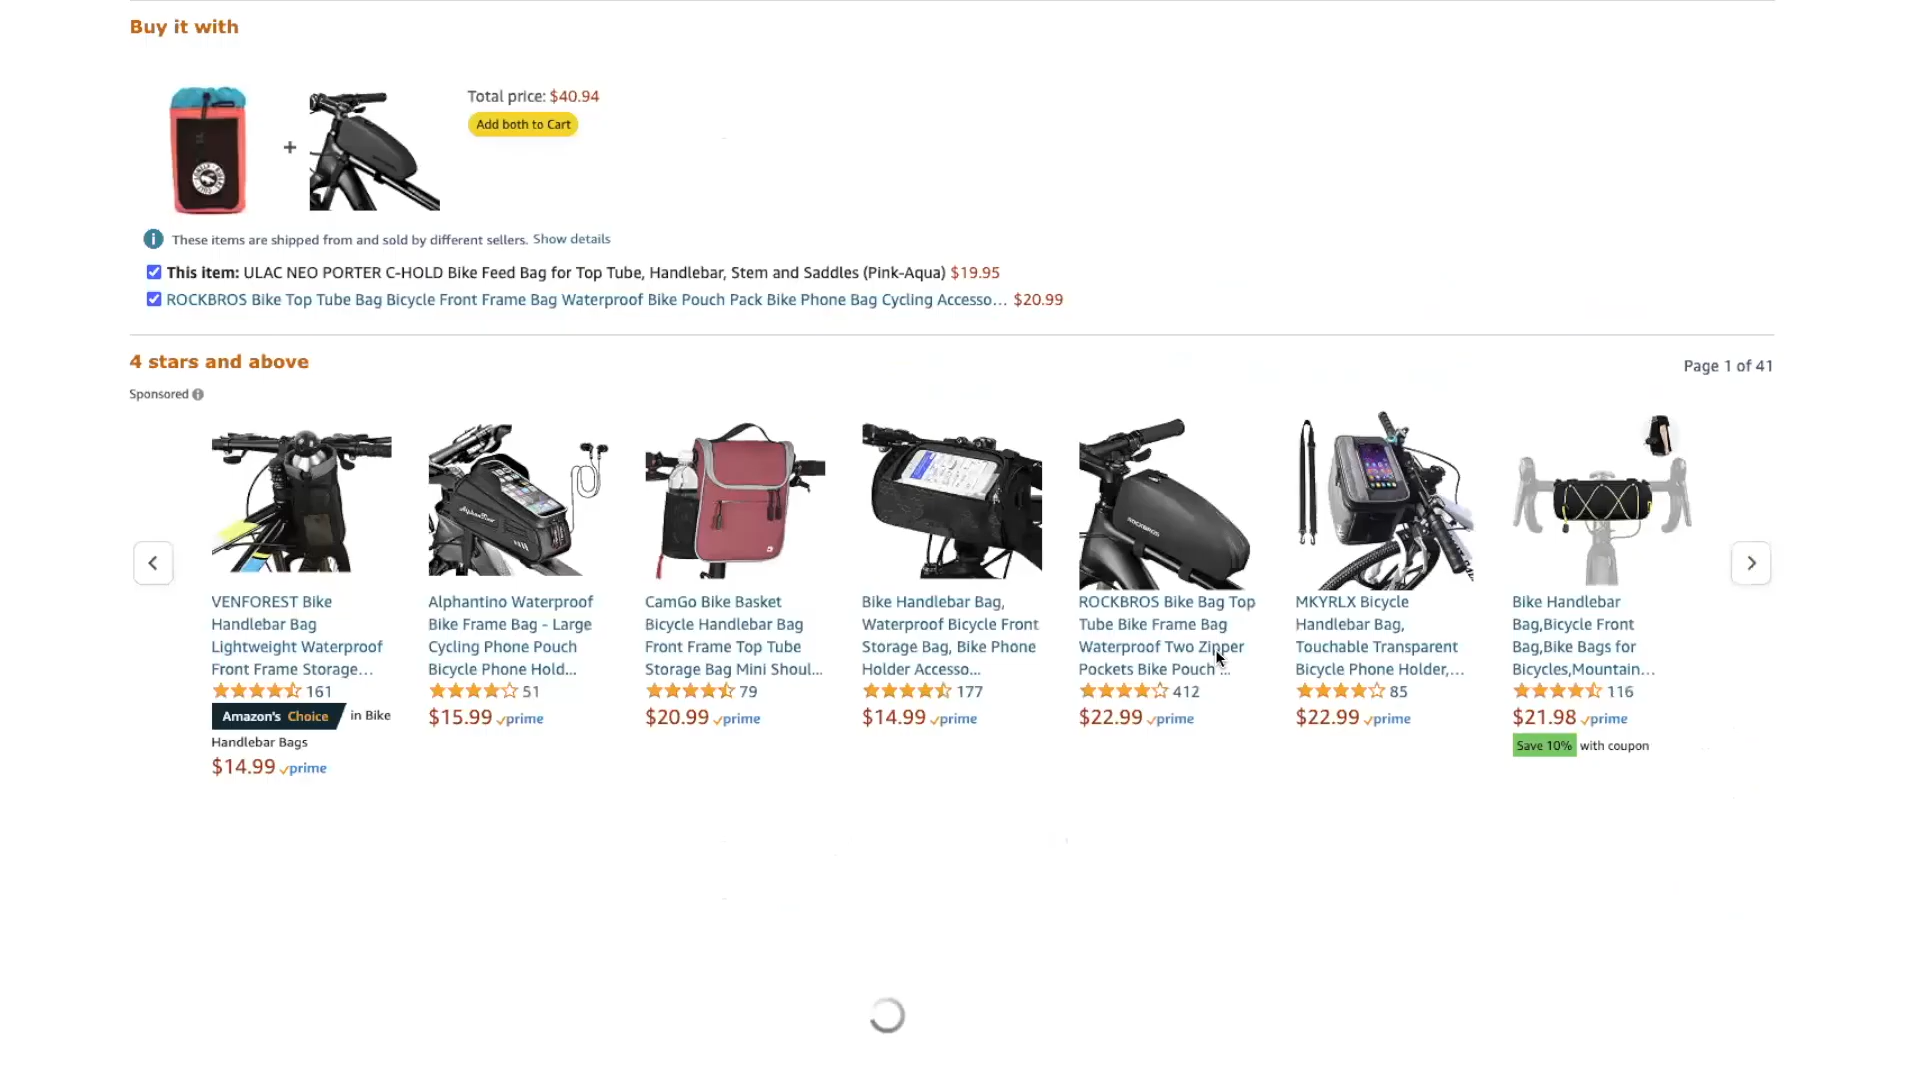 Buy it with
Total price: $40.94
Add both to Cart
+
These items are shipped from and sold by different sellers. Show details
This item: ULAC NEO PORTER C-HOLD Bike Feed Bag for Top Tube, Handlebar, Stem and Saddles (Pink-Aqua) $19.95
ROCKBROS Bike Top Tube Bag Bicycle Front Frame Bag Waterproof Bike Pouch Pack Bike Phone Bag Cycling Accesso... $20.99
4 stars and above
Page 1 of 41
Sponsored
VENFOREST Bike
Handlebar Bag
Lightweight Waterproof
Front Frame Storage...
161
Amazon's Choice in Bike
Handlebar Bags
$14.99 prime
Alphantino Waterproof
Bike Frame Bag - Large
Cycling Phone Pouch
Bicycle Phone Hold...
51
$15.99 prime
CamGo Bike Basket
Bicycle Handlebar Bag
Front Frame Top Tube
Storage Bag Mini Shoul...
79
$20.99 prime
Bike Handlebar Bag,
Waterproof Bicycle Front
Storage Bag, Bike Phone
Holder Accesso...
177
$14.99 prime
ROCKBROS
ROCKBROS Bike Bag Top
Tube Bike Frame Bag
Waterproof Two Zipper
Pockets Bike Pouch ...
412
$22.99 prime
MKYRLX Bicycle
Handlebar Bag,
Touchable Transparent
Bicycle Phone Holder,...
85
$22.99 prime
Bike Handlebar
Bag,Bicycle Front
Bag,Bike Bags for
Bicycles,Mountain...
116
$21.98 prime
Save 10% with coupon